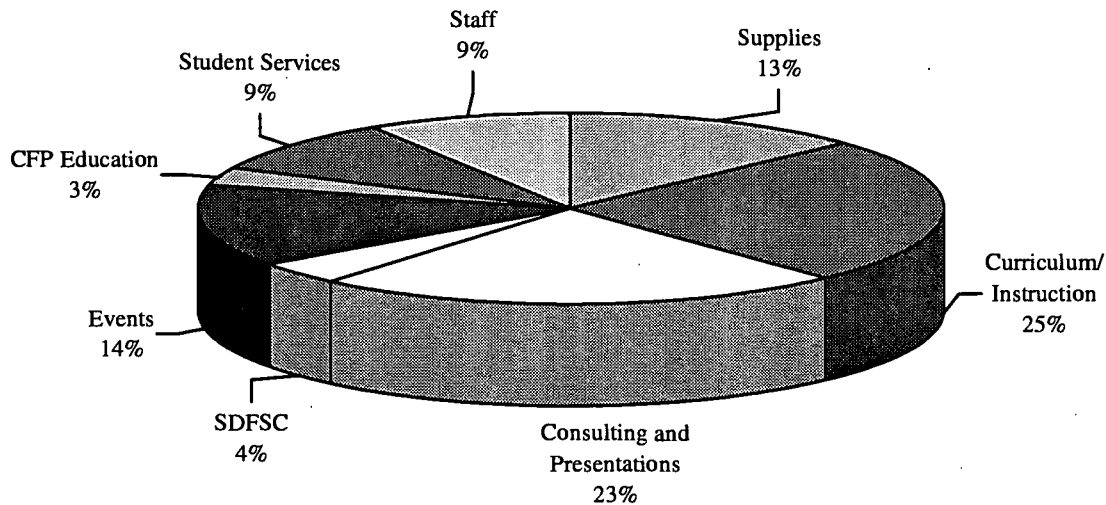 Staff
9%
Supplies
13%
Student Services
9%
CFP Education
3%
Curriculum/
Instruction
25%
Events
14%
SDFSC
4%
Consulting and
Presentations
23%